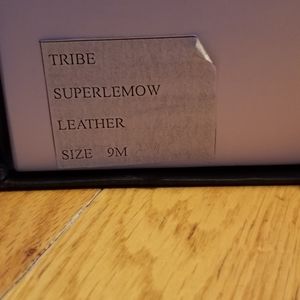 TRIBE
SUPERLEMOW
LEATHER
SIZE 9M